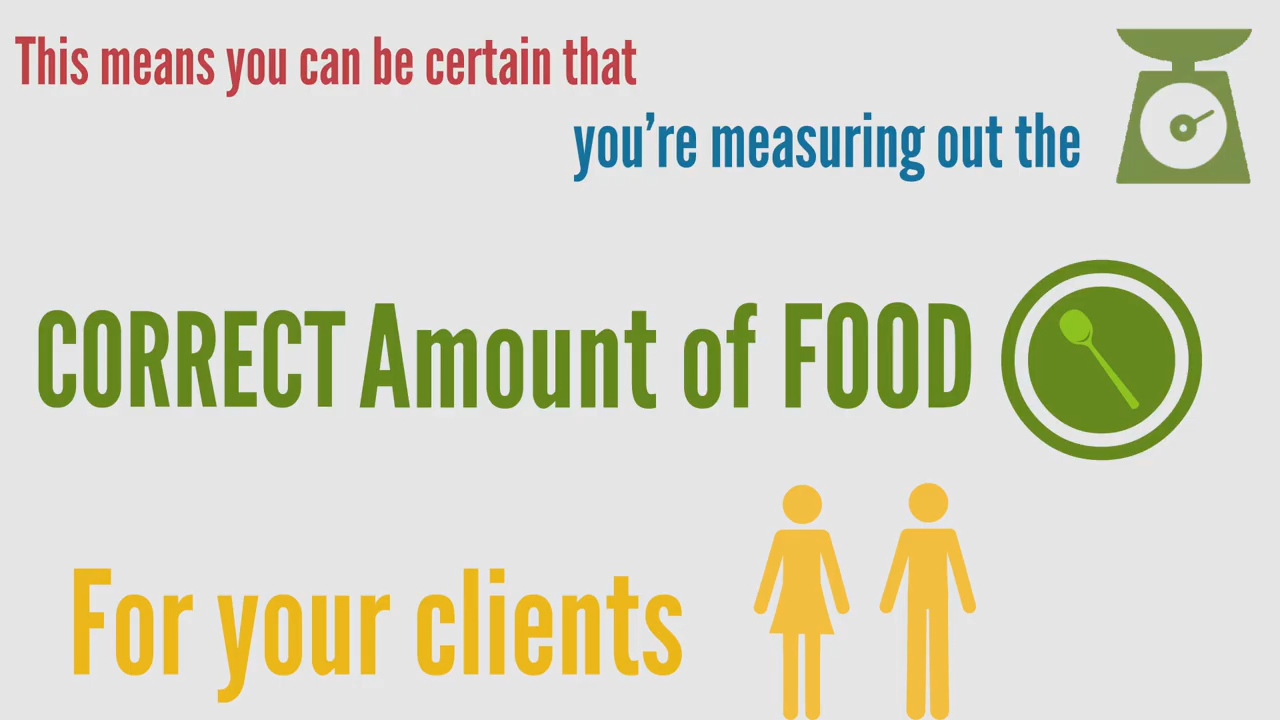 This means you can be certain that
you’re measuring out the
CORRECT Amount of FOOD
For your clients